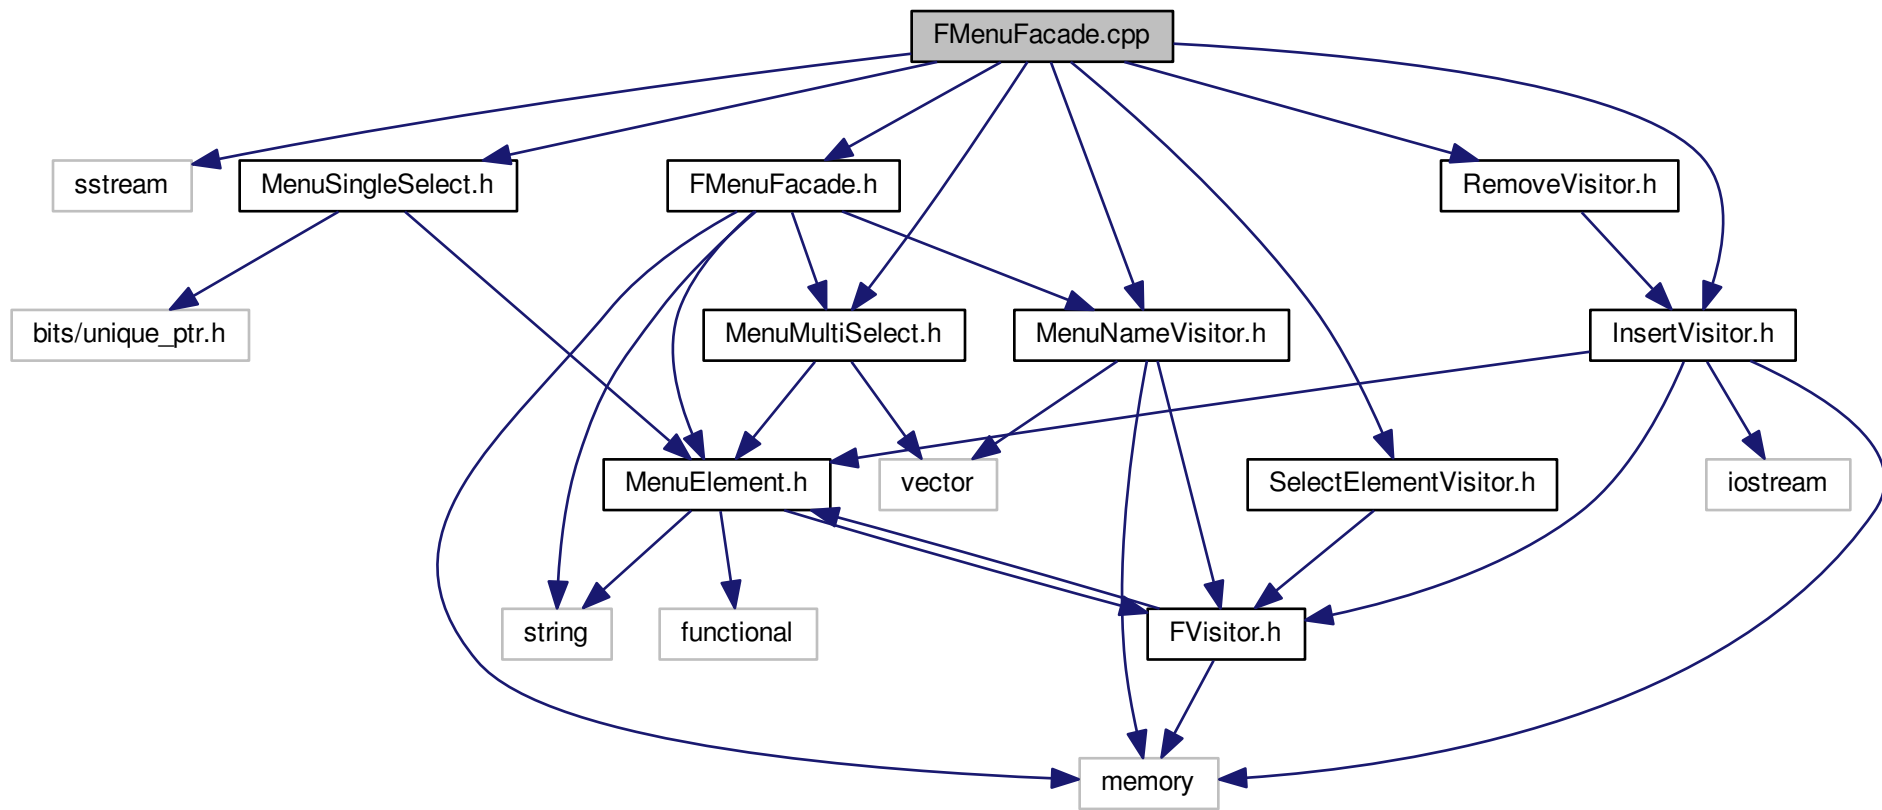 FMenuFacade.cpp
sstream
MenuSingleSelect.h
FMenuFacade.h
RemoveVisitor.h
bits/unique_ptr.h
MenuMultiSelect.h
MenuNameVisitor.h
InsertVisitor.h
MenuElement.h
vector
SelectElementVisitor.h
iostream
string
functional
FVisitor.h
memory